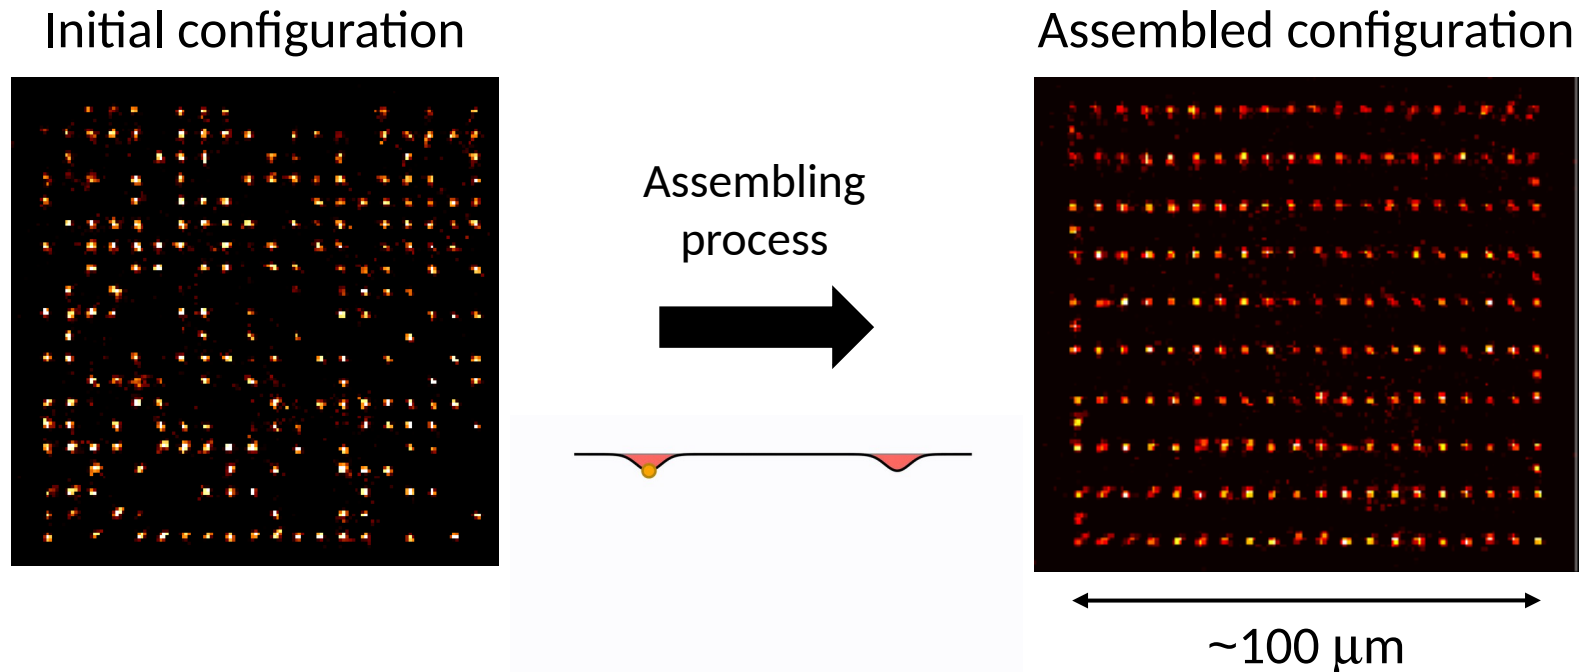 Initial configuration
Assembled configuration
Assembling
process
~100 μm